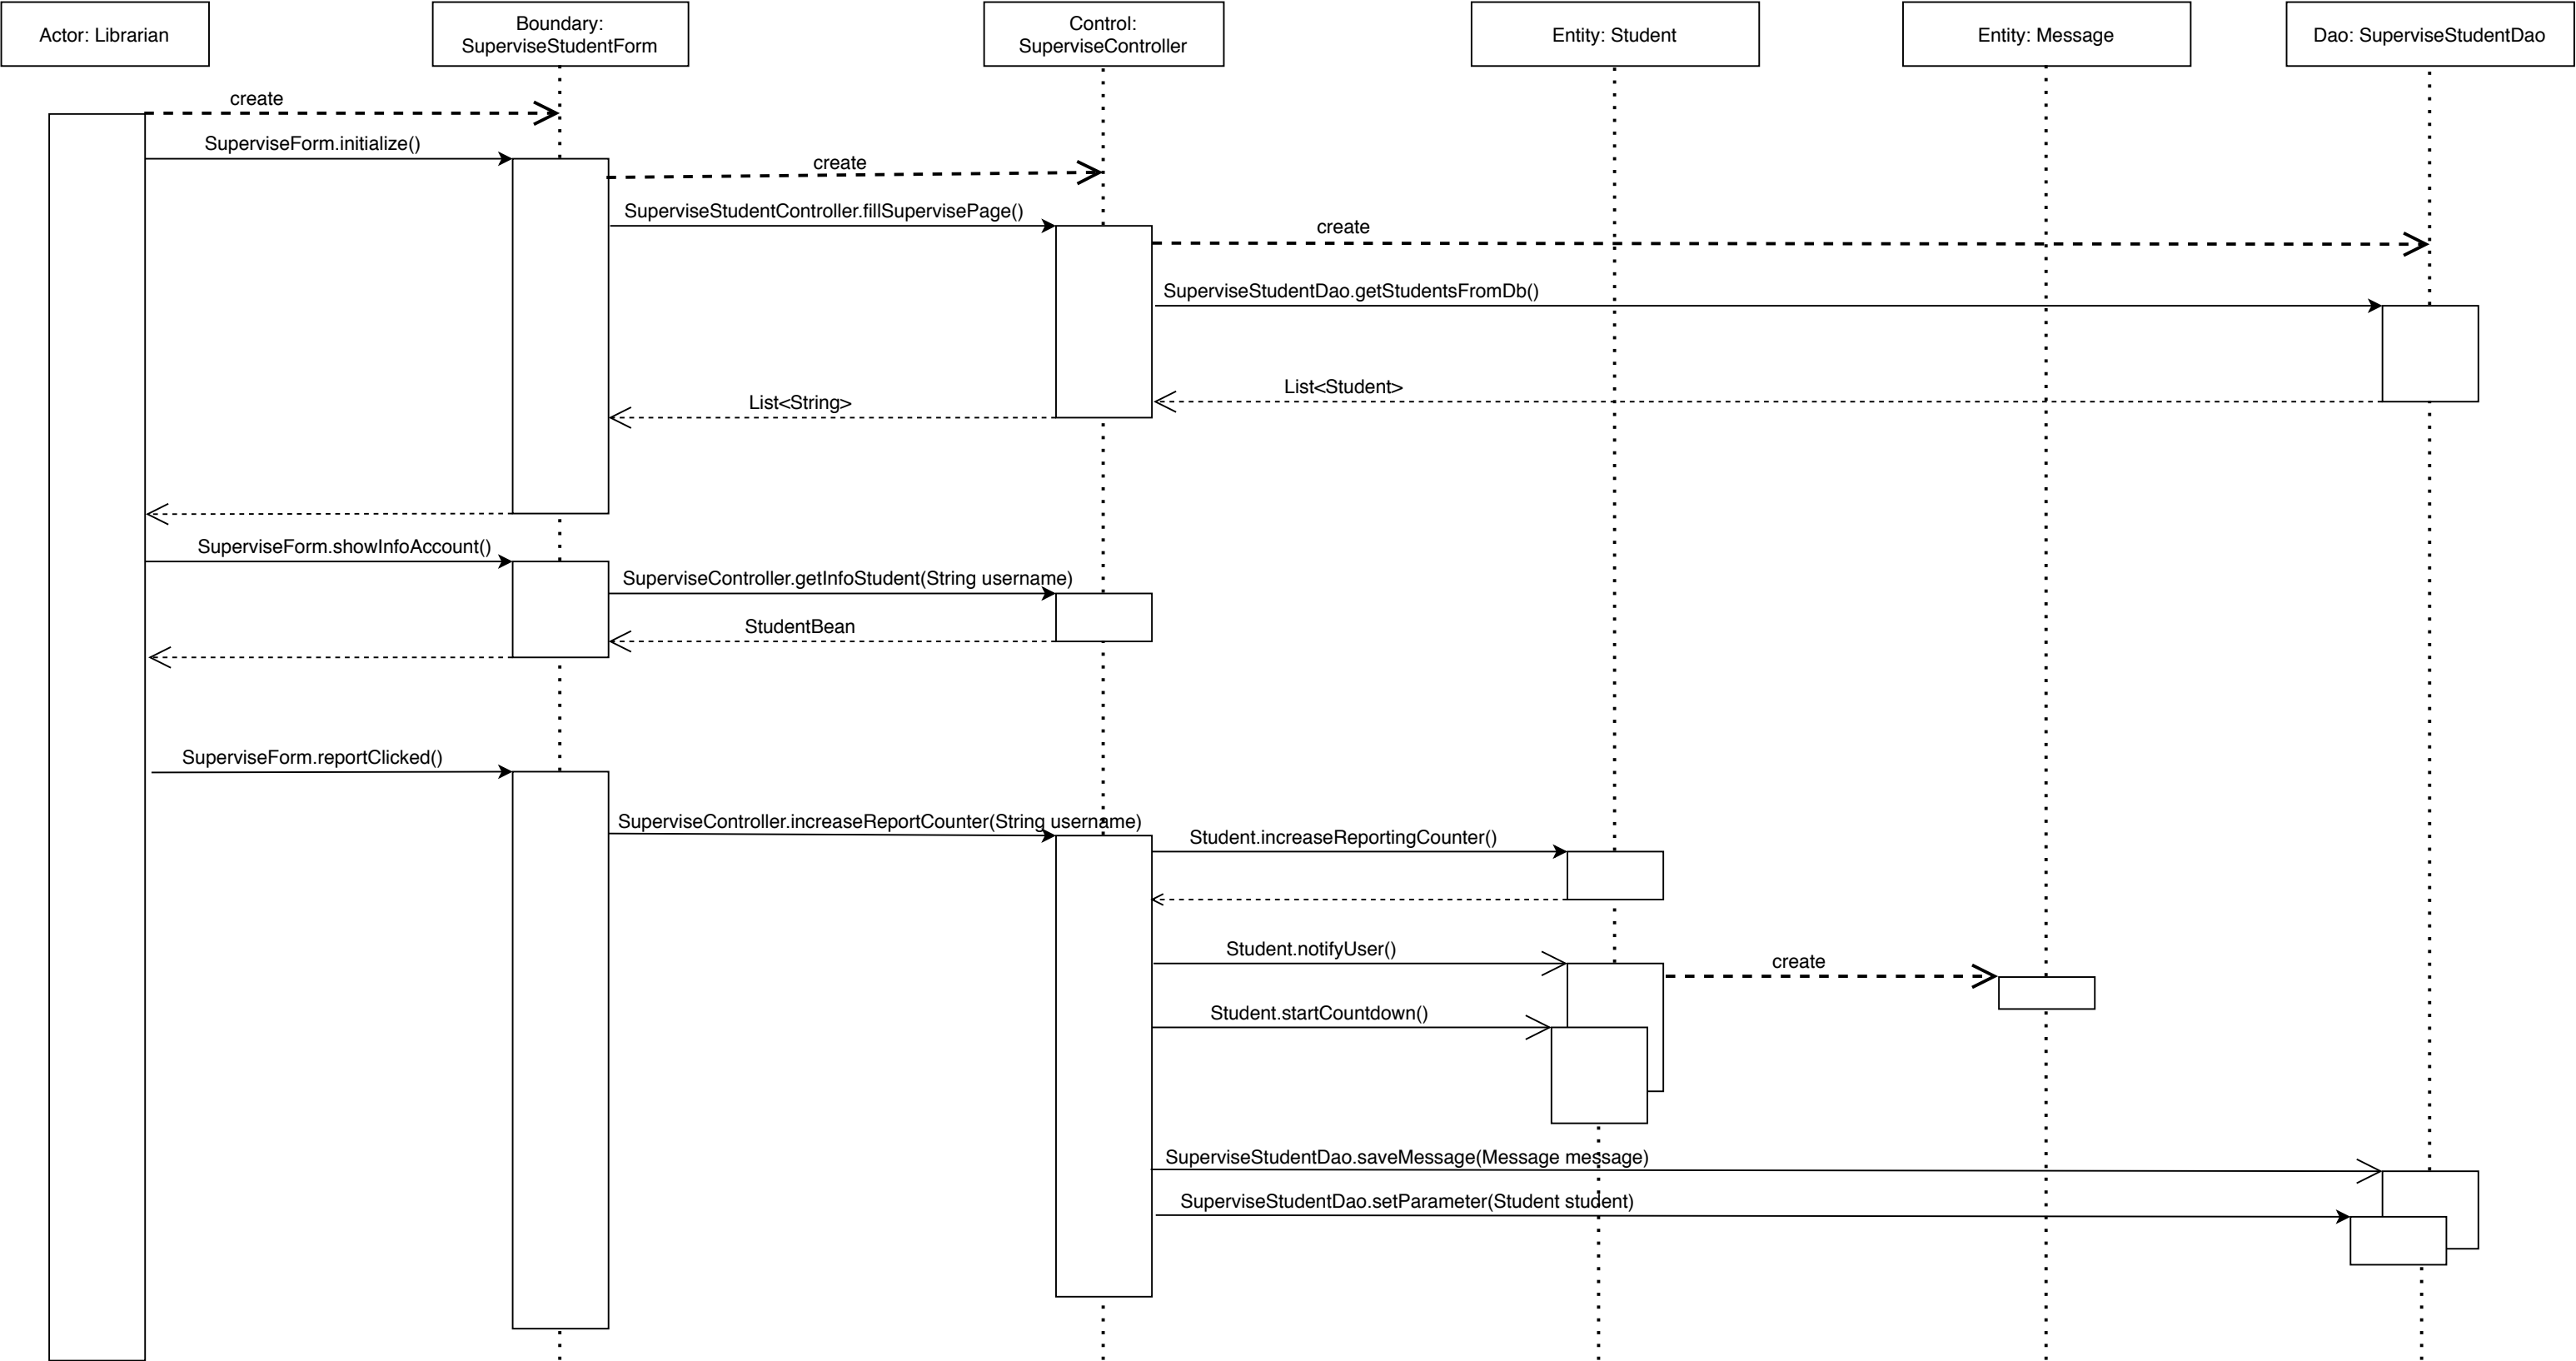 Actor: Librarian
Boundary:
SuperviseStudentForm
Control:
SuperviseController
Entity: Student
Entity: Message
Dao: SuperviseStudentDao
create
SuperviseForm.initialize()
create
SuperviseStudentController.fillSupervisePage()
create
SuperviseStudentDao.getStudentsFromDb()
List<Student>
List<String>
SuperviseForm.showInfoAccount()
SuperviseController.getInfoStudent(String username)
StudentBean
SuperviseForm.reportClicked()
SuperviseController.increaseReportCounter(String username)
Student.increaseReportingCounter()
Student.notifyUser()
create
Student.startCountdown()
SuperviseStudentDao.saveMessage(Message message)
SuperviseStudentDao.setParameter(Student student)